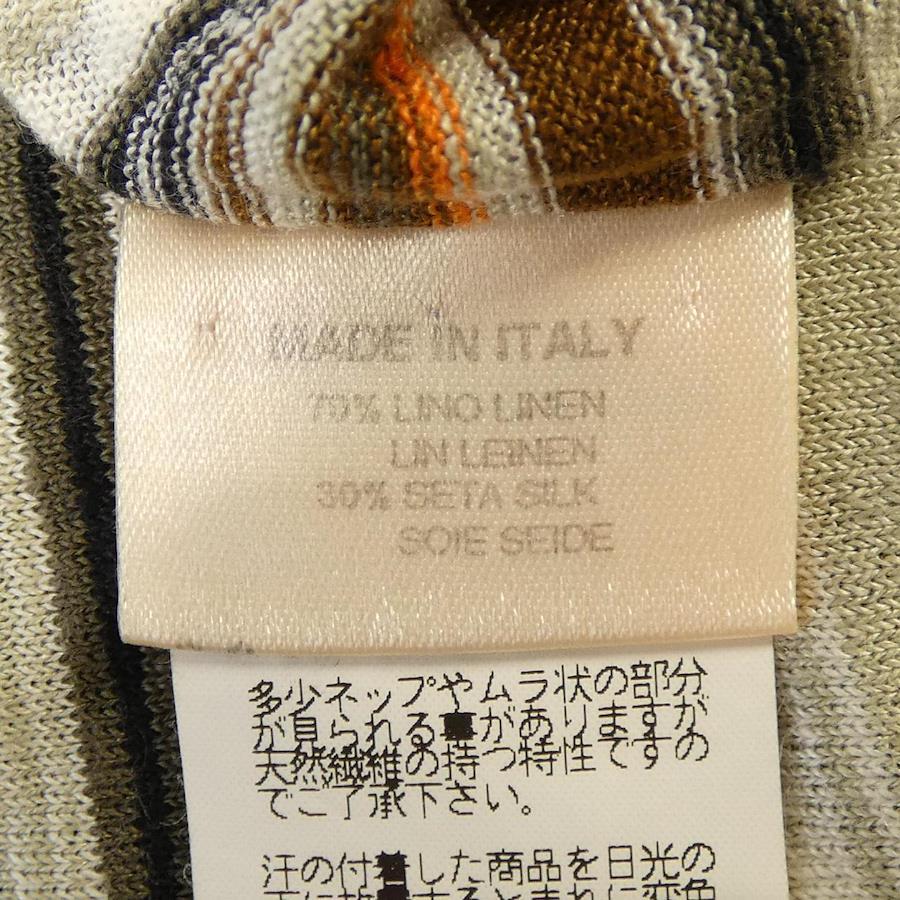 MADE IN ITALY
70% LINO LINEN
LIN LEINEN
30% SETA SILK
SOIE SEIDE
多少ネップやムラ状の部分
が見られる事がありますが
天然繊維の持つ特性ですの
でご了承下さい。
汗の付着した商品を日光の